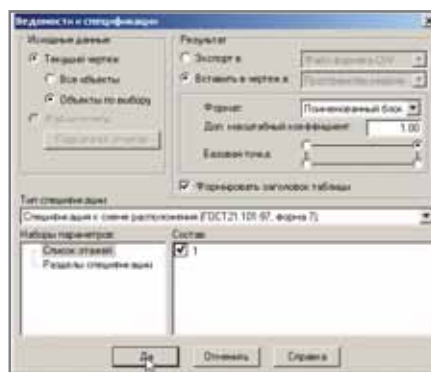 Ведомости и спецификации
Исходные данные
Текущий чертеж
Все объекты
Объекты по выбору
Результат
Экспорт в
Вставить в чертеж в
Формат:
Поименованный блок
Доп. масштабный коэффициент:
1.00
Базовая точка:
Формировать заголовок таблицы
Тип спецификации
Спецификация к схеме расположения (ГОСТ 21.101-97, форма 7)
Наборы параметров:
Список этажей
Разделы спецификации
Состав:
1
Да
Отменить
Справка